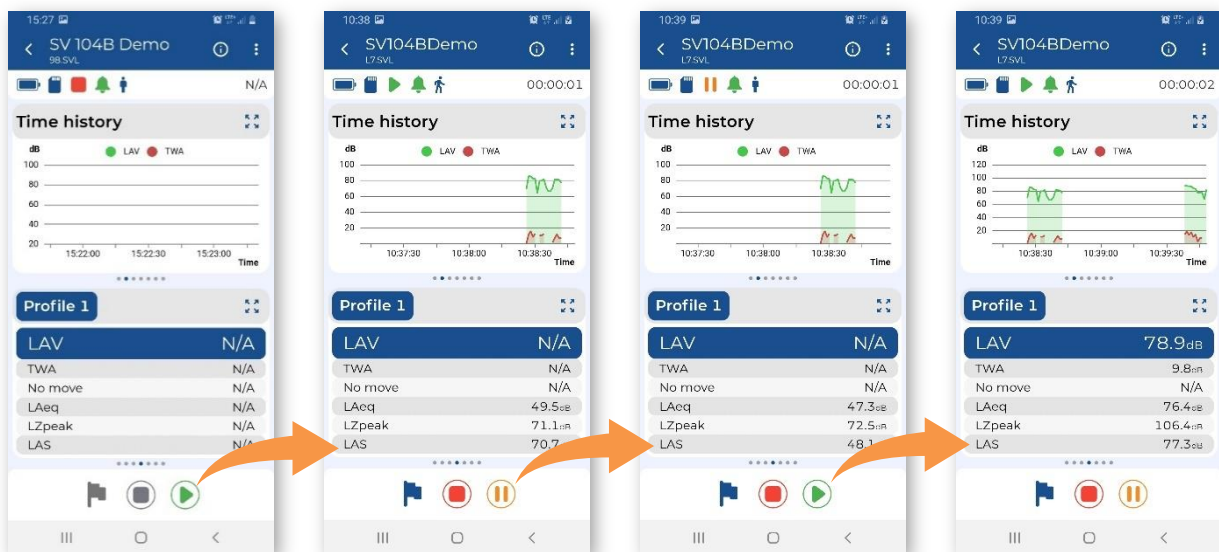 15:27
SV 104B Demo
98.SVL
N/A
Time history
dB
LAV
TWA
100
80
60
40
20
15:22:00
15:22:30
15:23:00
Time
Profile 1
LAV N/A
TWA N/A
No move N/A
LAeq N/A
LZpeak N/A
LAS N/A
10:38
SV104BDemo
L7.SVL
00:00:01
Time history
dB
LAV
TWA
100
80
60
40
20
10:37:30
10:38:00
10:38:30
Time
Profile 1
LAV N/A
TWA N/A
No move N/A
LAeq 49.5dB
LZpeak 71.1dB
LAS 70.7
10:39
SV104BDemo
L7.SVL
00:00:01
Time history
dB
LAV
TWA
100
80
60
40
20
10:37:30
10:38:00
10:38:30
Time
Profile 1
LAV N/A
TWA N/A
No move N/A
LAeq 47.3dB
LZpeak 72.5dB
LAS 48.1
10:39
SV104BDemo
L7.SVL
00:00:02
Time history
dB
LAV
TWA
120
100
80
60
40
20
10:38:30
10:39:00
10:39:30
Time
Profile 1
LAV 78.9dB
TWA 9.8dB
No move N/A
LAeq 76.4dB
LZpeak 106.4dB
LAS 77.3dB